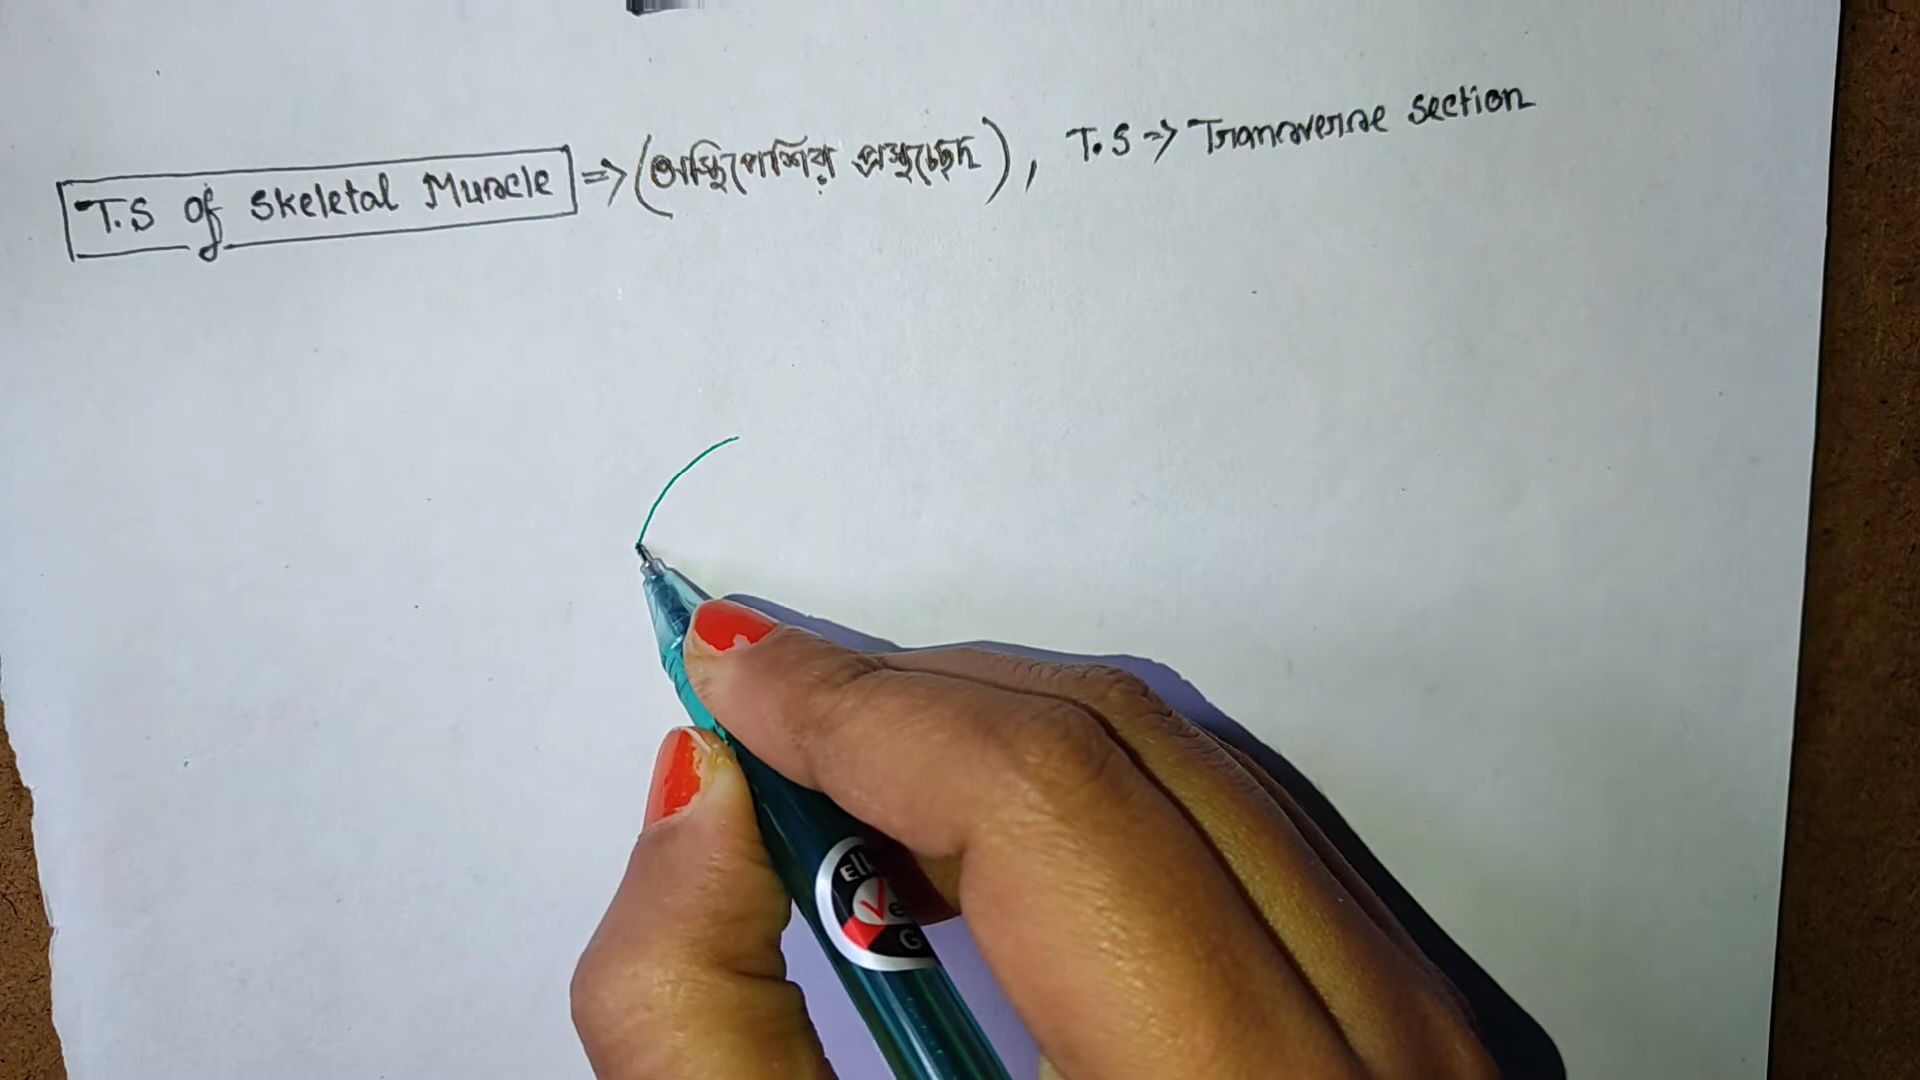 T.S of Skeletal Muscle => (অস্থিপেশির প্রস্থচ্ছেদ), T.S => Transverse section